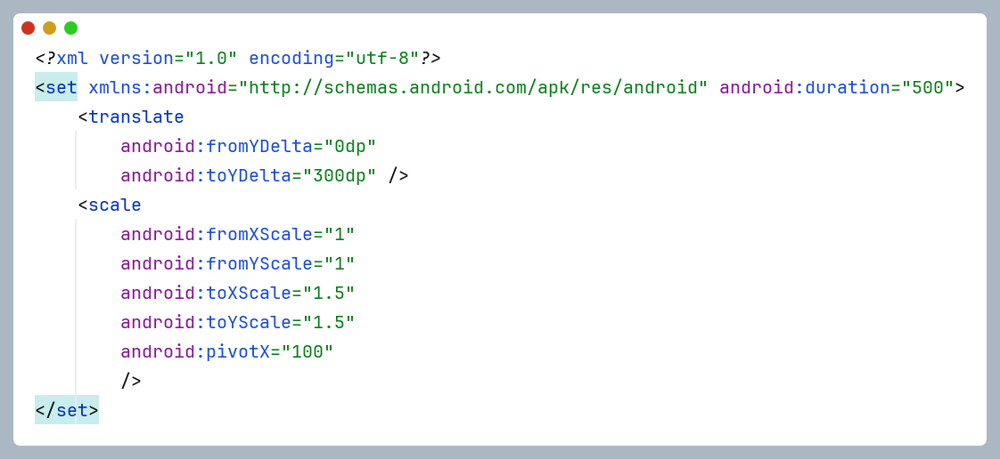 <?xml version="1.0" encoding="utf-8"?>
<set xmlns:android="http://schemas.android.com/apk/res/android" android:duration="500">
    <translate
        android:fromYDelta="0dp"
        android:toYDelta="300dp" />
    <scale
        android:fromXScale="1"
        android:fromYScale="1"
        android:toXScale="1.5"
        android:toYScale="1.5"
        android:pivotX="100"
        />
</set>